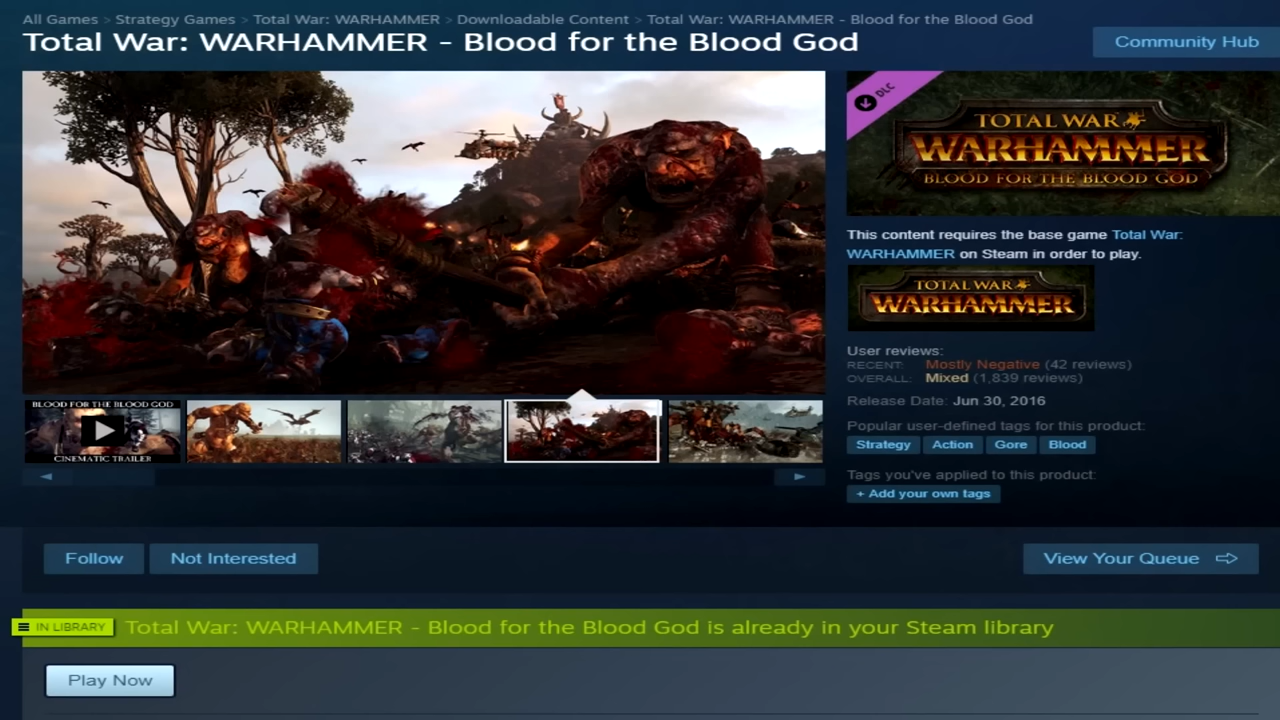 All Games > Strategy Games > Total War: WARHAMMER > Downloadable Content > Total War: WARHAMMER - Blood for the Blood God
Total War: WARHAMMER - Blood for the Blood God
Community Hub
DLC
TOTAL WAR
WARHAMMER
BLOOD FOR THE BLOOD GOD
This content requires the base game Total War:
WARHAMMER on Steam in order to play.
TOTAL WAR
WARHAMMER
User reviews:
RECENT: Mostly Negative (42 reviews)
OVERALL: Mixed (1,839 reviews)
Release Date: Jun 30, 2016
Popular user-defined tags for this product:
Strategy Action Gore Blood
Tags you've applied to this product:
+ Add your own tags
BLOOD FOR THE BLOOD GOD
CINEMATIC TRAILER
Follow Not Interested View Your Queue
IN LIBRARY Total War: WARHAMMER - Blood for the Blood God is already in your Steam library
Play Now